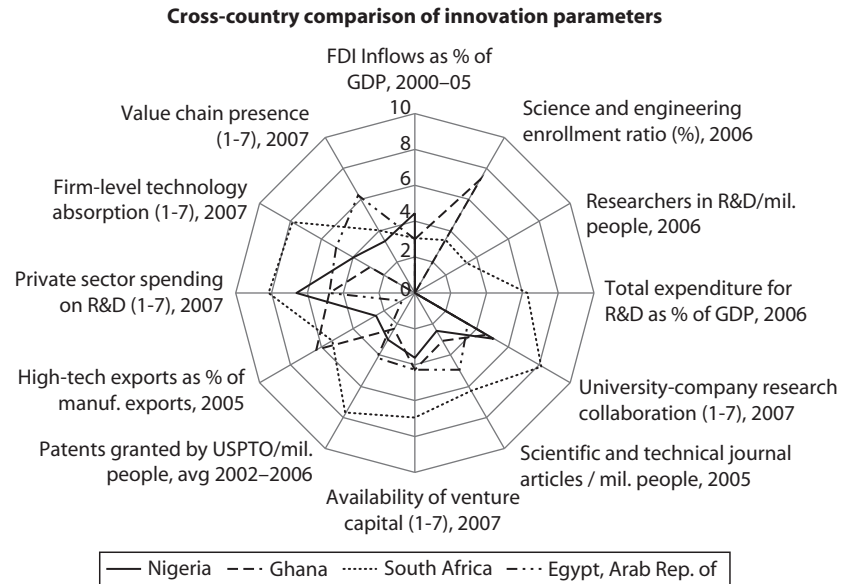 Cross-country comparison of innovation parameters
FDI Inflows as % of
GDP, 2000–05
Science and engineering
enrollment ratio (%), 2006
Researchers in R&D/mil.
people, 2006
Total expenditure for
R&D as % of GDP, 2006
University-company research
collaboration (1-7), 2007
Scientific and technical journal
articles / mil. people, 2005
Availability of venture
capital (1-7), 2007
Patents granted by USPTO/mil.
people, avg 2002–2006
High-tech exports as % of
manuf. exports, 2005
Private sector spending
on R&D (1-7), 2007
Firm-level technology
absorption (1-7), 2007
Value chain presence
(1-7), 2007
10
8
6
4
2
0
Nigeria Ghana South Africa Egypt, Arab Rep. of